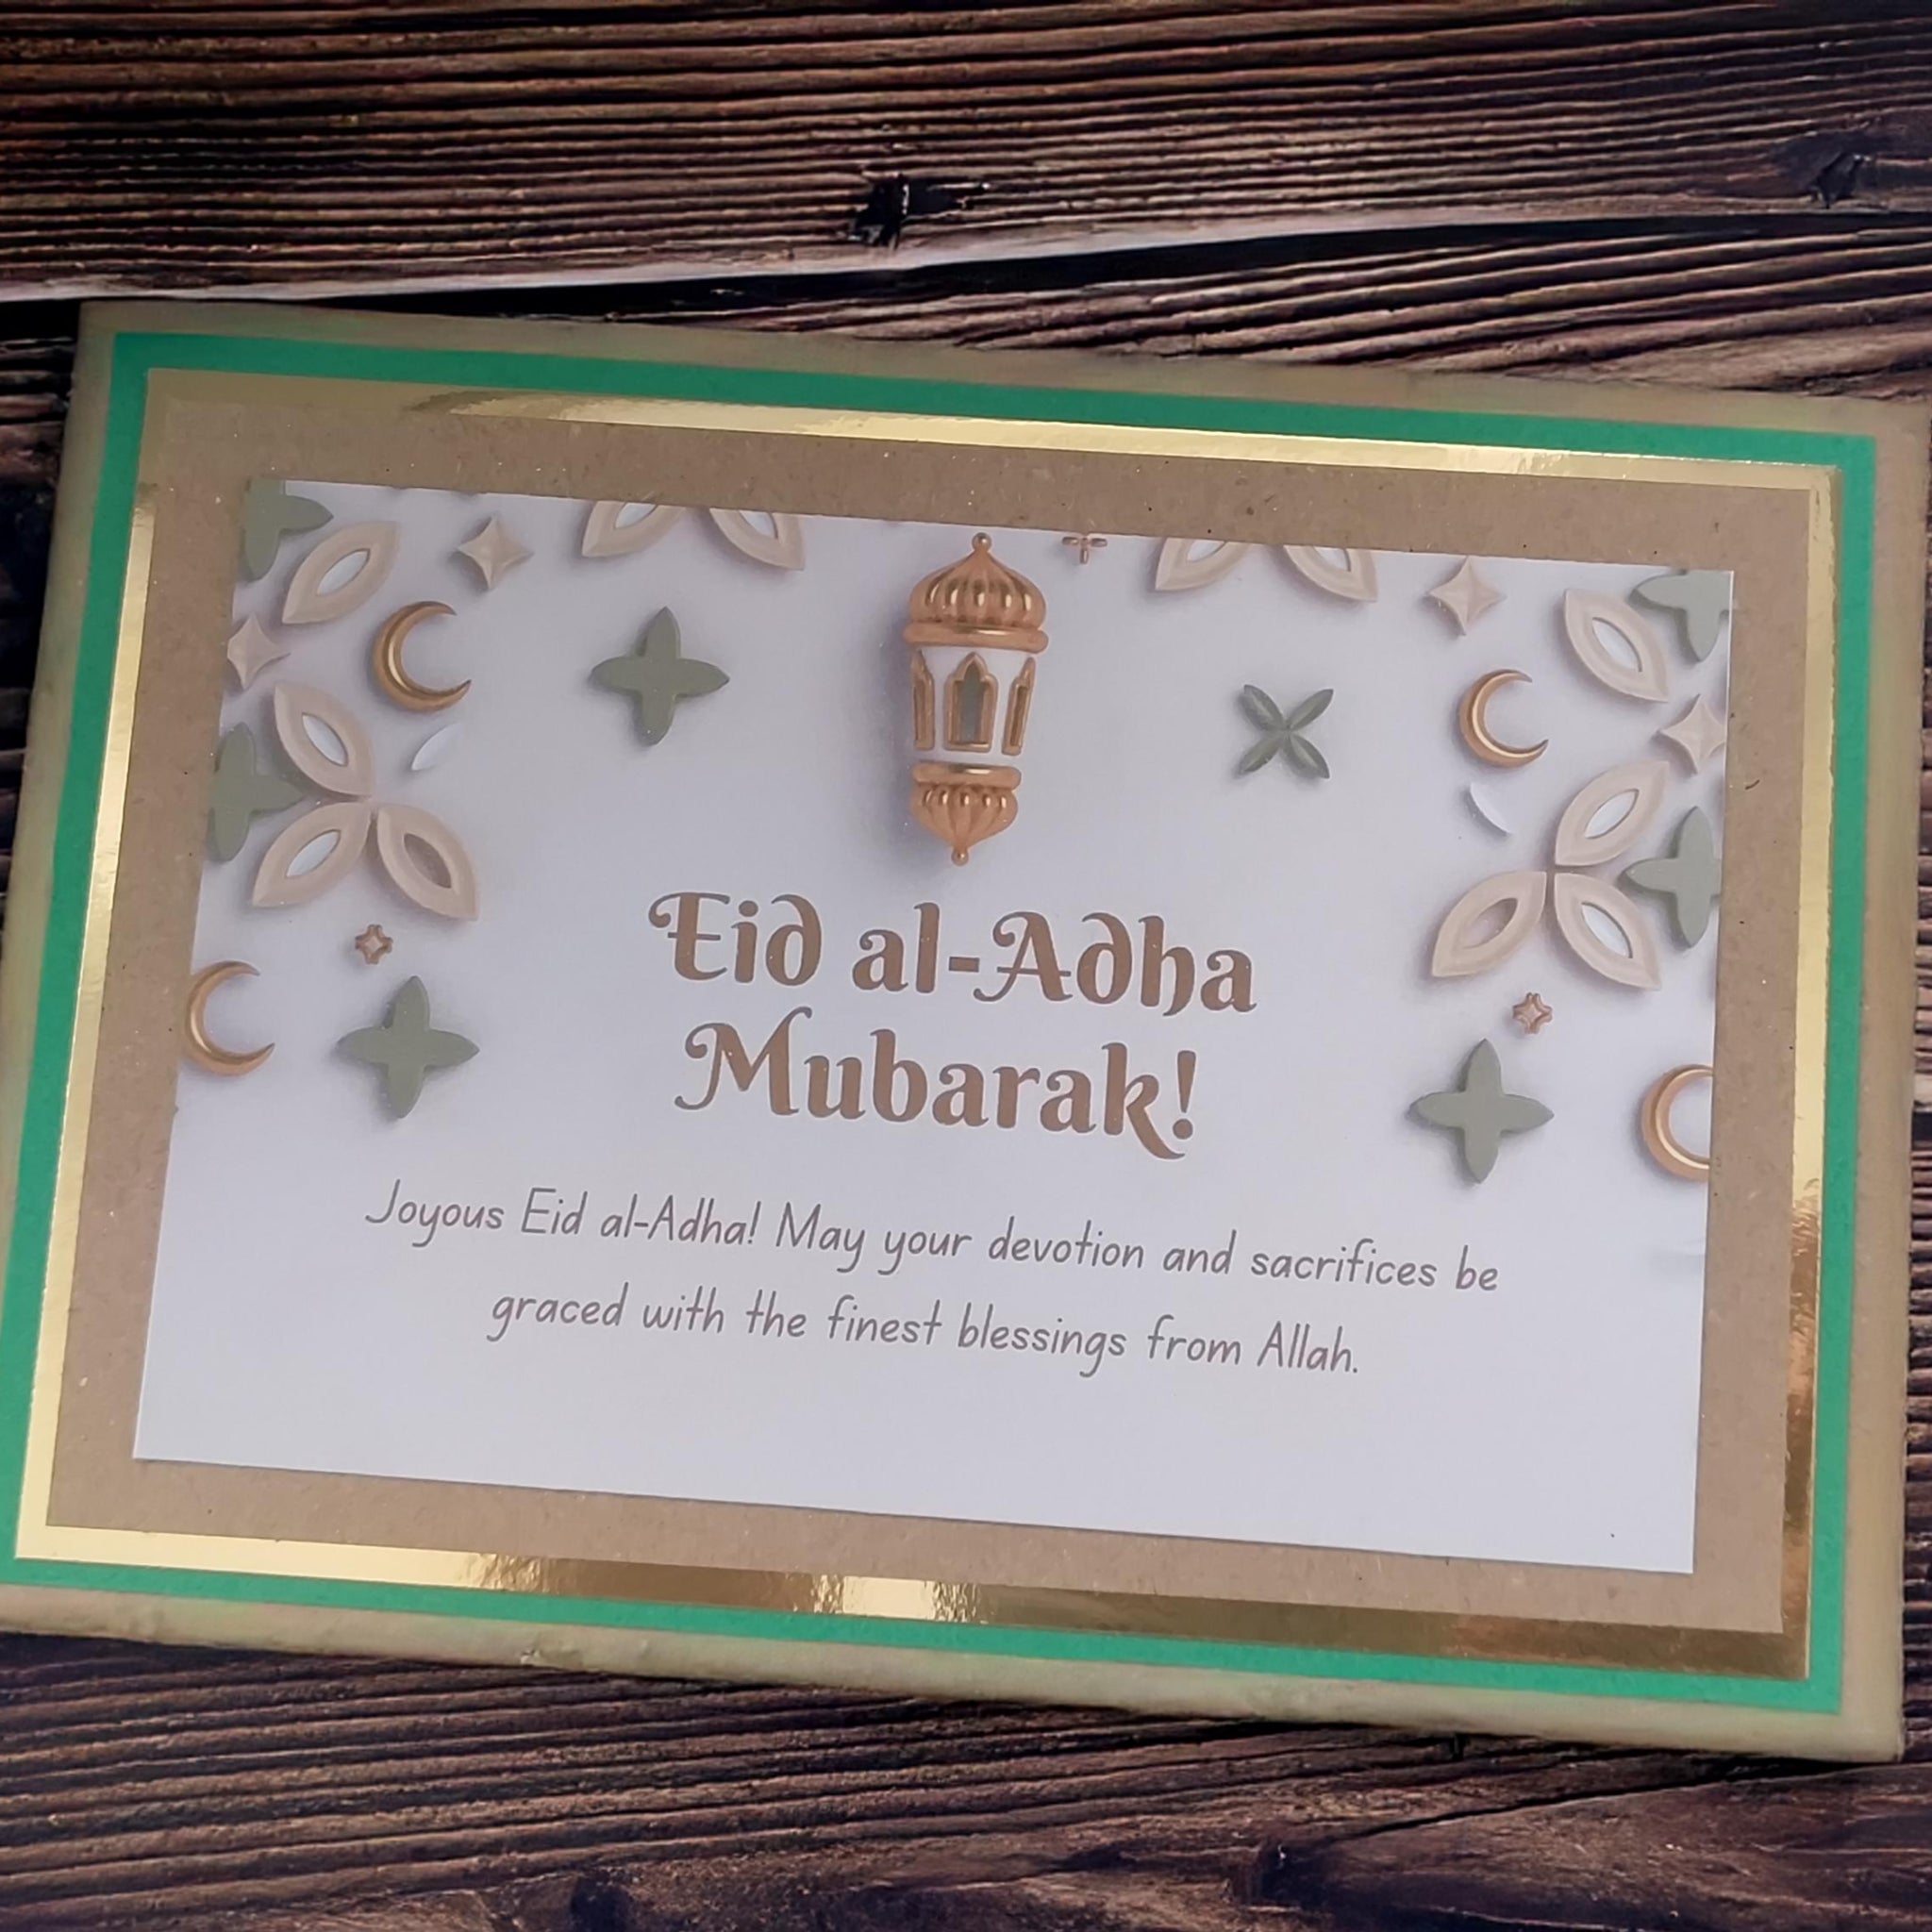 Eid al-Adha
Mubarak!
Joyous Eid al-Adha! May your devotion and sacrifices be
graced with the finest blessings from Allah.